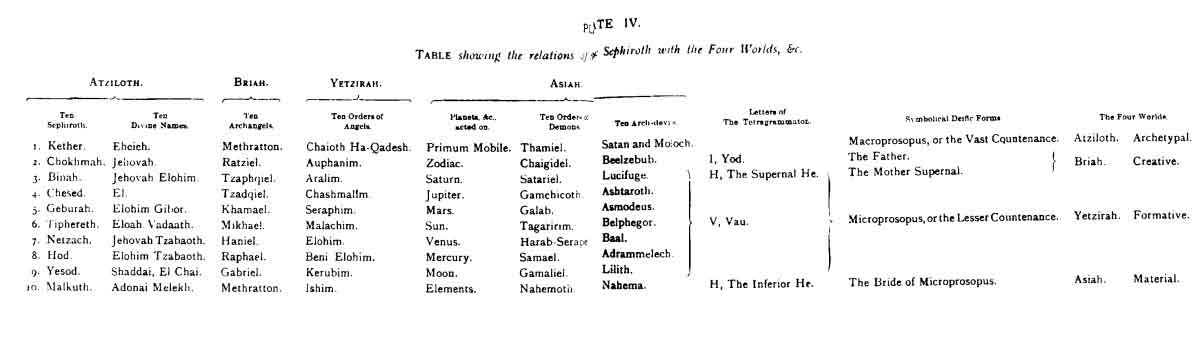 PLATE IV.
TABLE showing the relations of the Sephiroth with the Four Worlds, &c.
ATZILOTH. BRIAH. YETZIRAH. ASIAH
Ten Sephiroth. Ten Divine Names. Ten Archangels. Ten Orders of Angels. Planets, &c., acted on. Ten Orders of Demons. Ten Arch-devils Letters of The Tetragrammaton. Symbolical Deific Forms The Four Worlds.
1. Kether. Eheieh. Methratton. Chaioth Ha-Qadesh. Primum Mobile. Thamiel. Satan and Moloch. Macroprosopus, or the Vast Countenance. Atziloth. Archetypal.
2. Chokhmah. Jehovah. Ratziel. Auphanim. Zodiac. Chaigidel. Beelzebub. I, Yod. The Father. Briah. Creative.
3. Binah. Jehovah Elohim. Tzaphqiel. Aralim. Saturn. Satariel. Lucifuge. H, The Supernal He. The Mother Supernal.
4. Chesed. El. Tzadqiel. Chashmallim. Jupiter. Gamchicoth Ashtaroth.
5. Geburah. Elohim Gibor. Khamael. Seraphim. Mars. Galab. Asmodeus.
6. Tiphereth. Eloah Vadaath. Mikhael. Malachim. Sun. Tagaririm. Belphegor. V, Vau. Microprosopus, or the Lesser Countenance. Yetzirah. Formative.
7. Netzach. Jehovah Tzabaoth. Haniel. Elohim. Venus. Harab-Serap Baal.
8. Hod. Elohim Tzabaoth. Raphael. Beni Elohim. Mercury. Samael. Adrammelech.
9. Yesod. Shaddai, El Chai. Gabriel. Kerubim. Moon. Gamaliel. Lilith.
10. Malkuth. Adonai Melekh. Methratton. Ishim. Elements. Nahemoth. Nahema. H, The Inferior He. The Bride of Microprosopus. Asiah. Material.